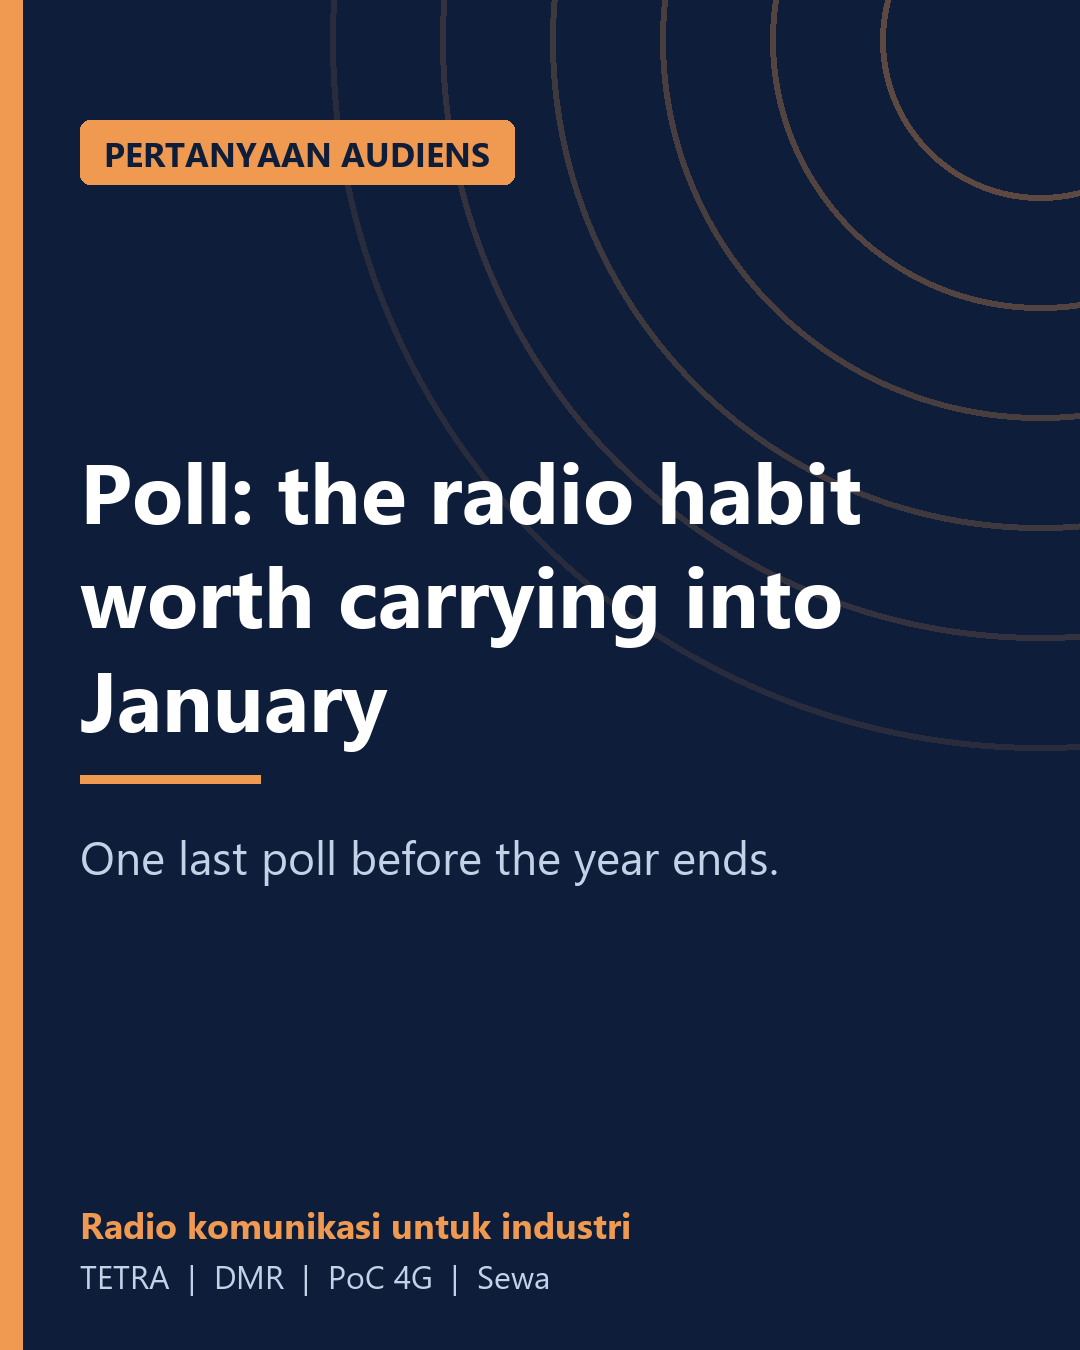 PERTANYAAN AUDIENS
Poll: the radio habit
worth carrying into
January
One last poll before the year ends.
Radio komunikasi untuk industri
TETRA | DMR | PoC 4G | Sewa